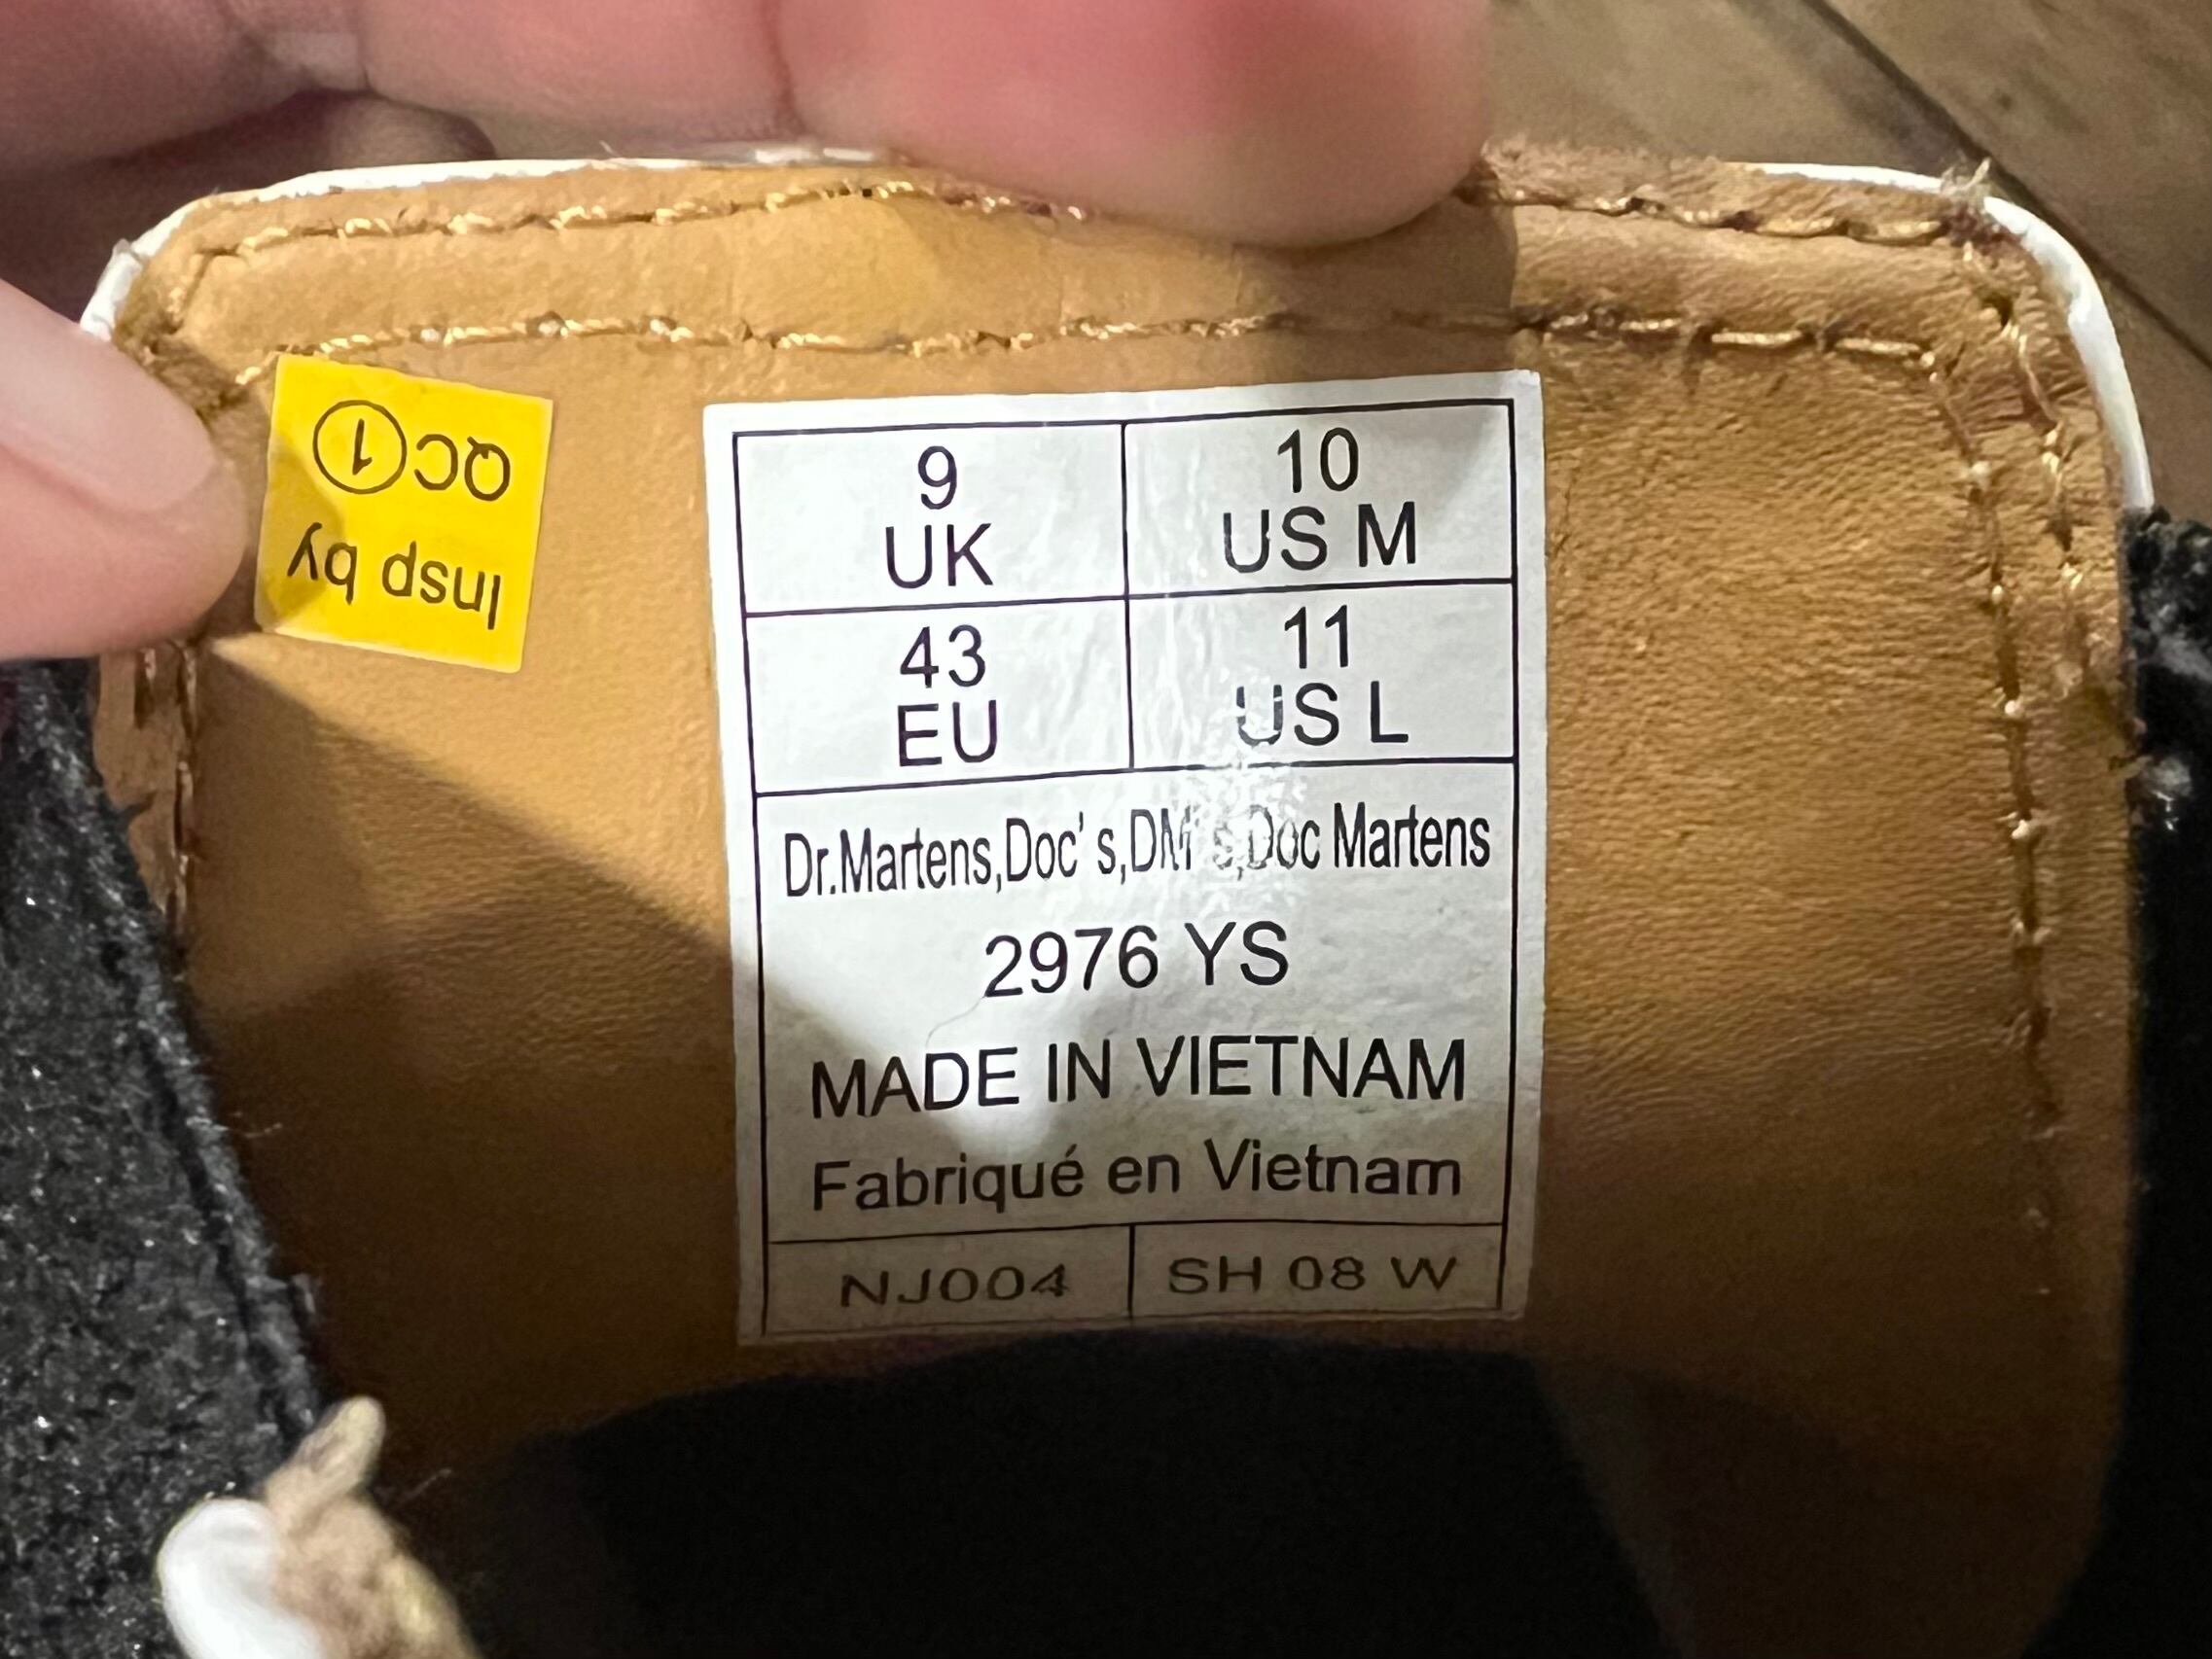 9
UK
10
US M
43
EU
11
US L
Dr.Martens,Doc's,DM's,Doc Martens
2976 YS
MADE IN VIETNAM
Fabriqué en Vietnam
NJ004
SH 08 W
Insp by
QC 1